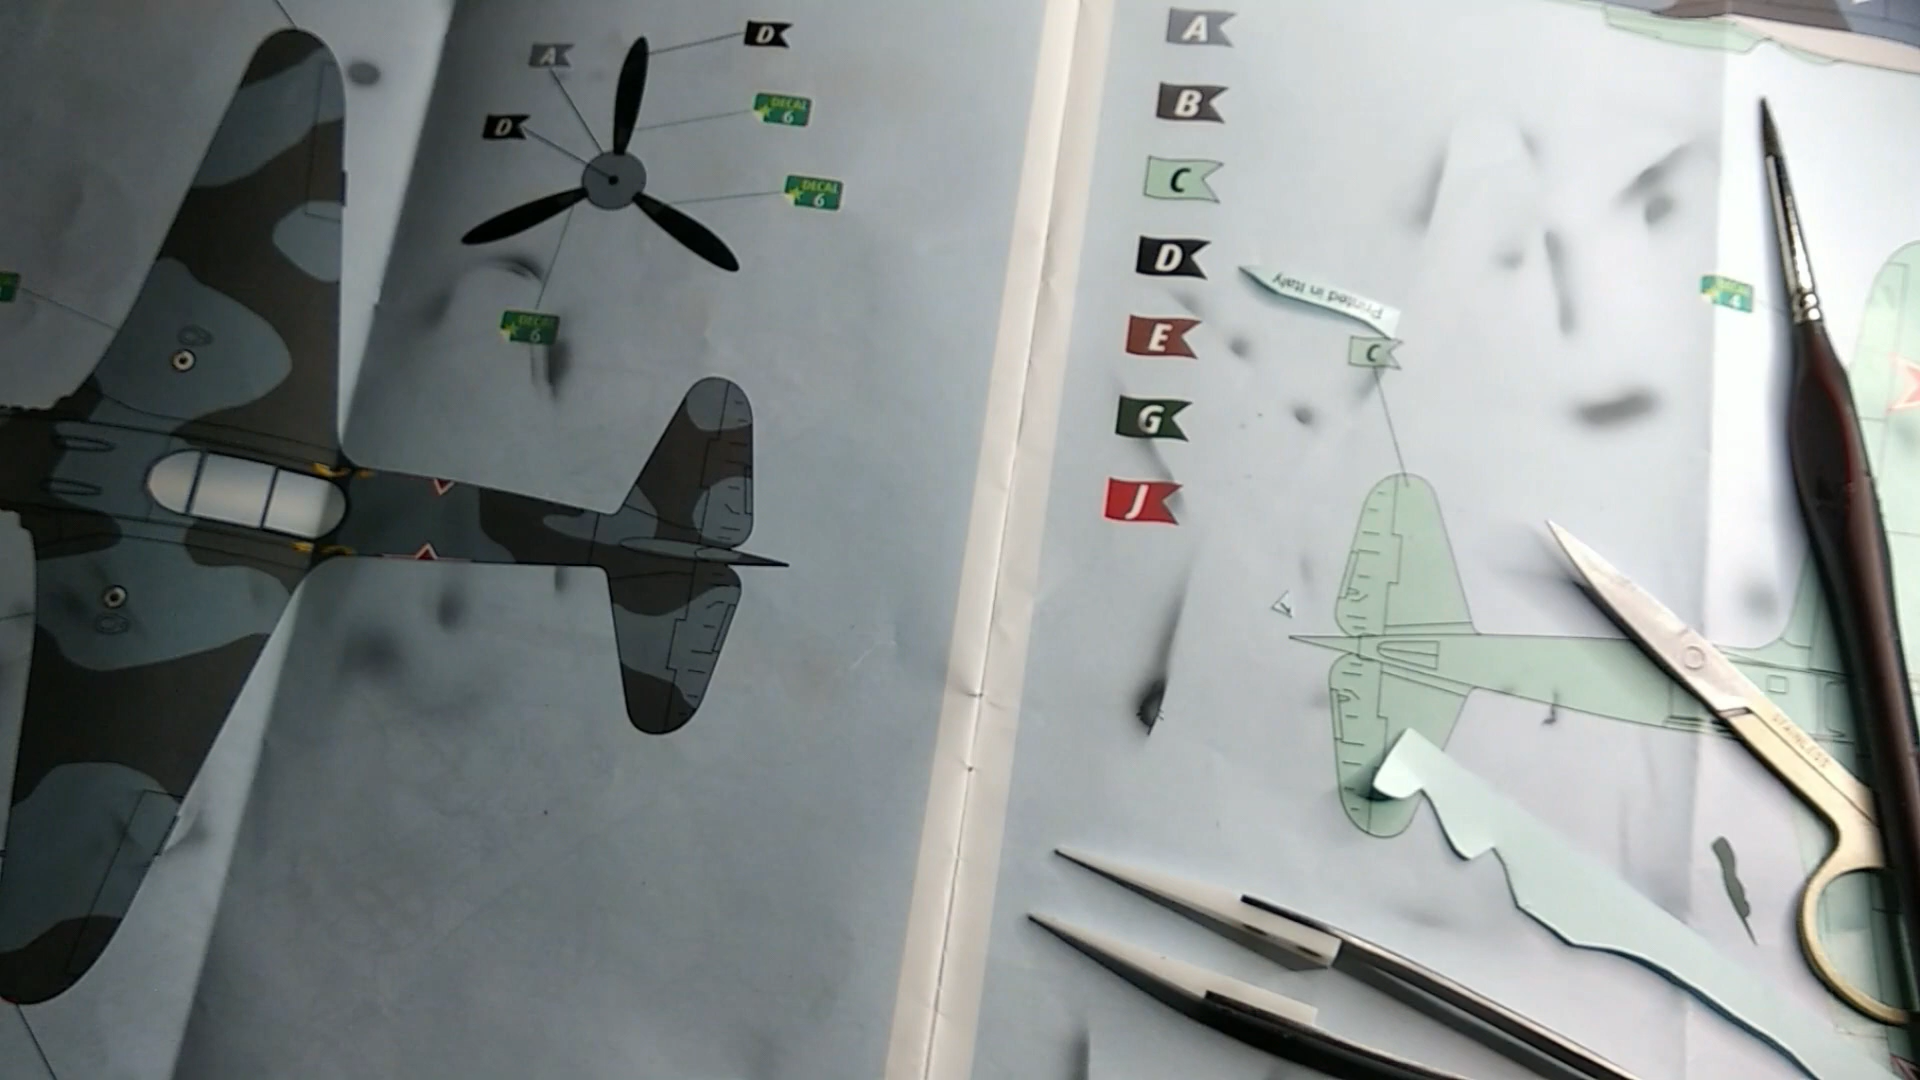 A
D
D
DECAL
6
DECAL
6
DECAL
6
A
B
C
D
E
G
J
Printed in Italy
C
DECAL
4
STAINLESS